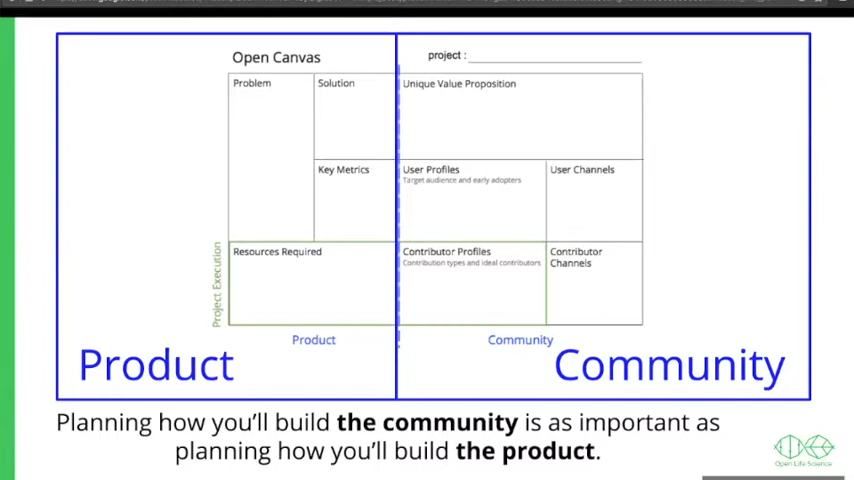 Open Canvas
project :
Problem
Solution
Unique Value Proposition
Key Metrics
User Profiles
Target audience and early adopters
User Channels
Resources Required
Contributor Profiles
Contribution types and ideal contributors
Contributor
Channels
Project Execution
Product
Community
Product
Community
Planning how you'll build the community is as important as
planning how you'll build the product.
Open Life Science